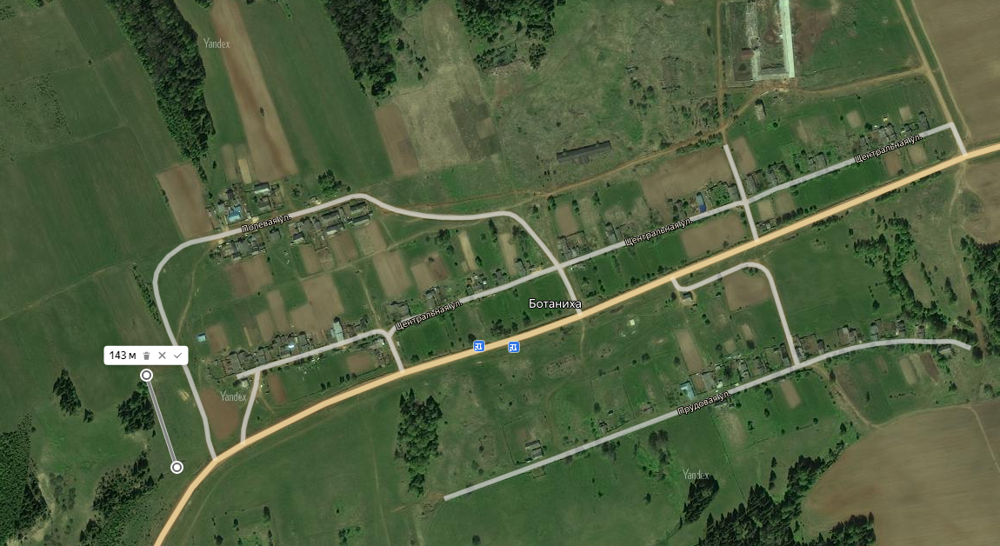 Yandex
Центральная ул.
Полевая ул.
Центральная ул.
Ботаниха
Центральная ул.
143 м
Yandex
Прудовая ул.
Yandex